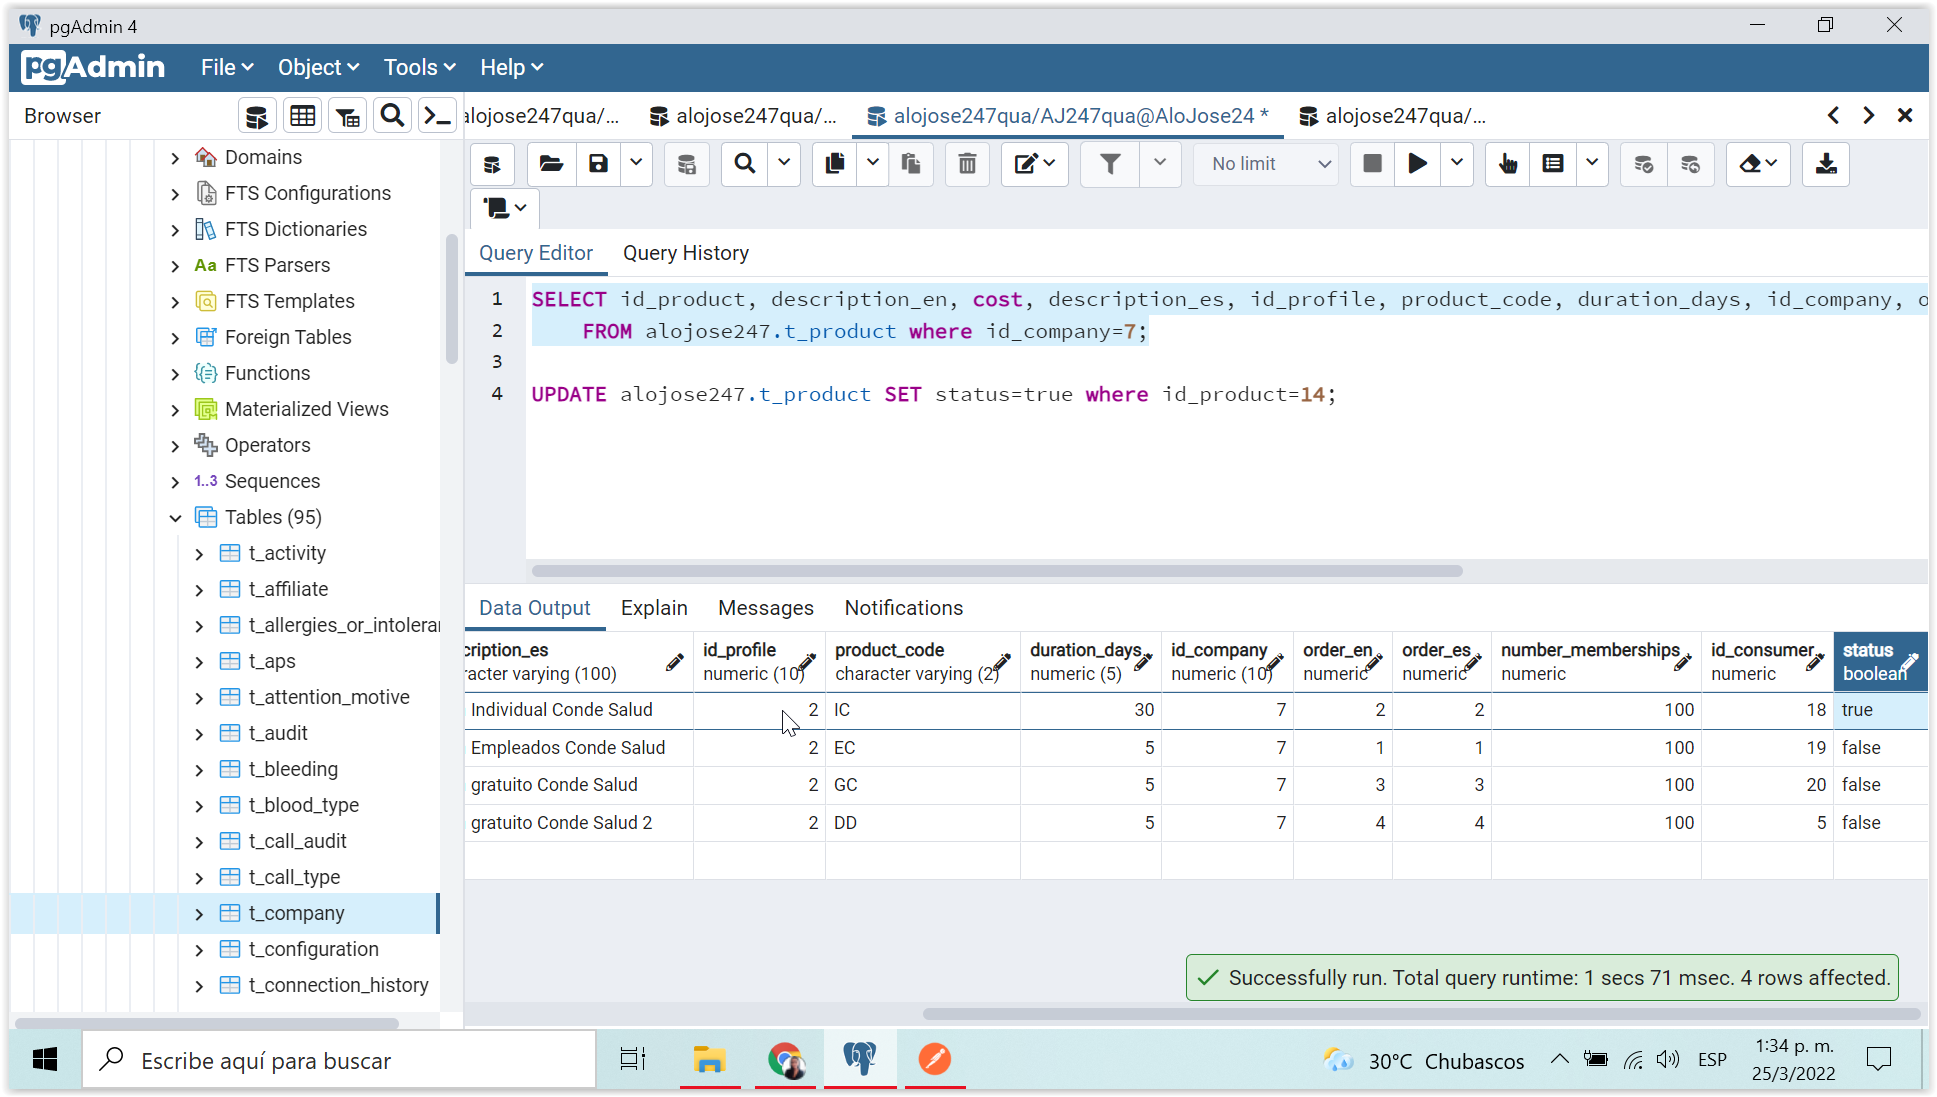 pgAdmin 4
pgAdmin File Object Tools Help
Browser
alojose247qua/... alojose247qua/... alojose247qua/AJ247qua@AloJose24 * alojose247qua/...
No limit
Query Editor Query History
1 SELECT id_product, description_en, cost, description_es, id_profile, product_code, duration_days, id_company, o
2 FROM alojose247.t_product where id_company=7;
3
4 UPDATE alojose247.t_product SET status=true where id_product=14;
Domains
FTS Configurations
FTS Dictionaries
Aa FTS Parsers
FTS Templates
Foreign Tables
Functions
Materialized Views
Operators
1..3 Sequences
Tables (95)
t_activity
t_affiliate
t_allergies_or_intolerar
t_aps
t_attention_motive
t_audit
t_bleeding
t_blood_type
t_call_audit
t_call_type
t_company
t_configuration
t_connection_history
Data Output Explain Messages Notifications
cription_es id_profile product_code duration_days id_company order_en order_es number_memberships id_consumer status
racter varying (100) numeric (10) character varying (2) numeric (5) numeric (10) numeric numeric numeric numeric boolean
Individual Conde Salud 2 IC 30 7 2 2 100 18 true
Empleados Conde Salud 2 EC 5 7 1 1 100 19 false
gratuito Conde Salud 2 GC 5 7 3 3 100 20 false
gratuito Conde Salud 2 2 DD 5 7 4 4 100 5 false
Successfully run. Total query runtime: 1 secs 71 msec. 4 rows affected.
Escribe aquí para buscar
30°C Chubascos
ESP
1:34 p. m.
25/3/2022